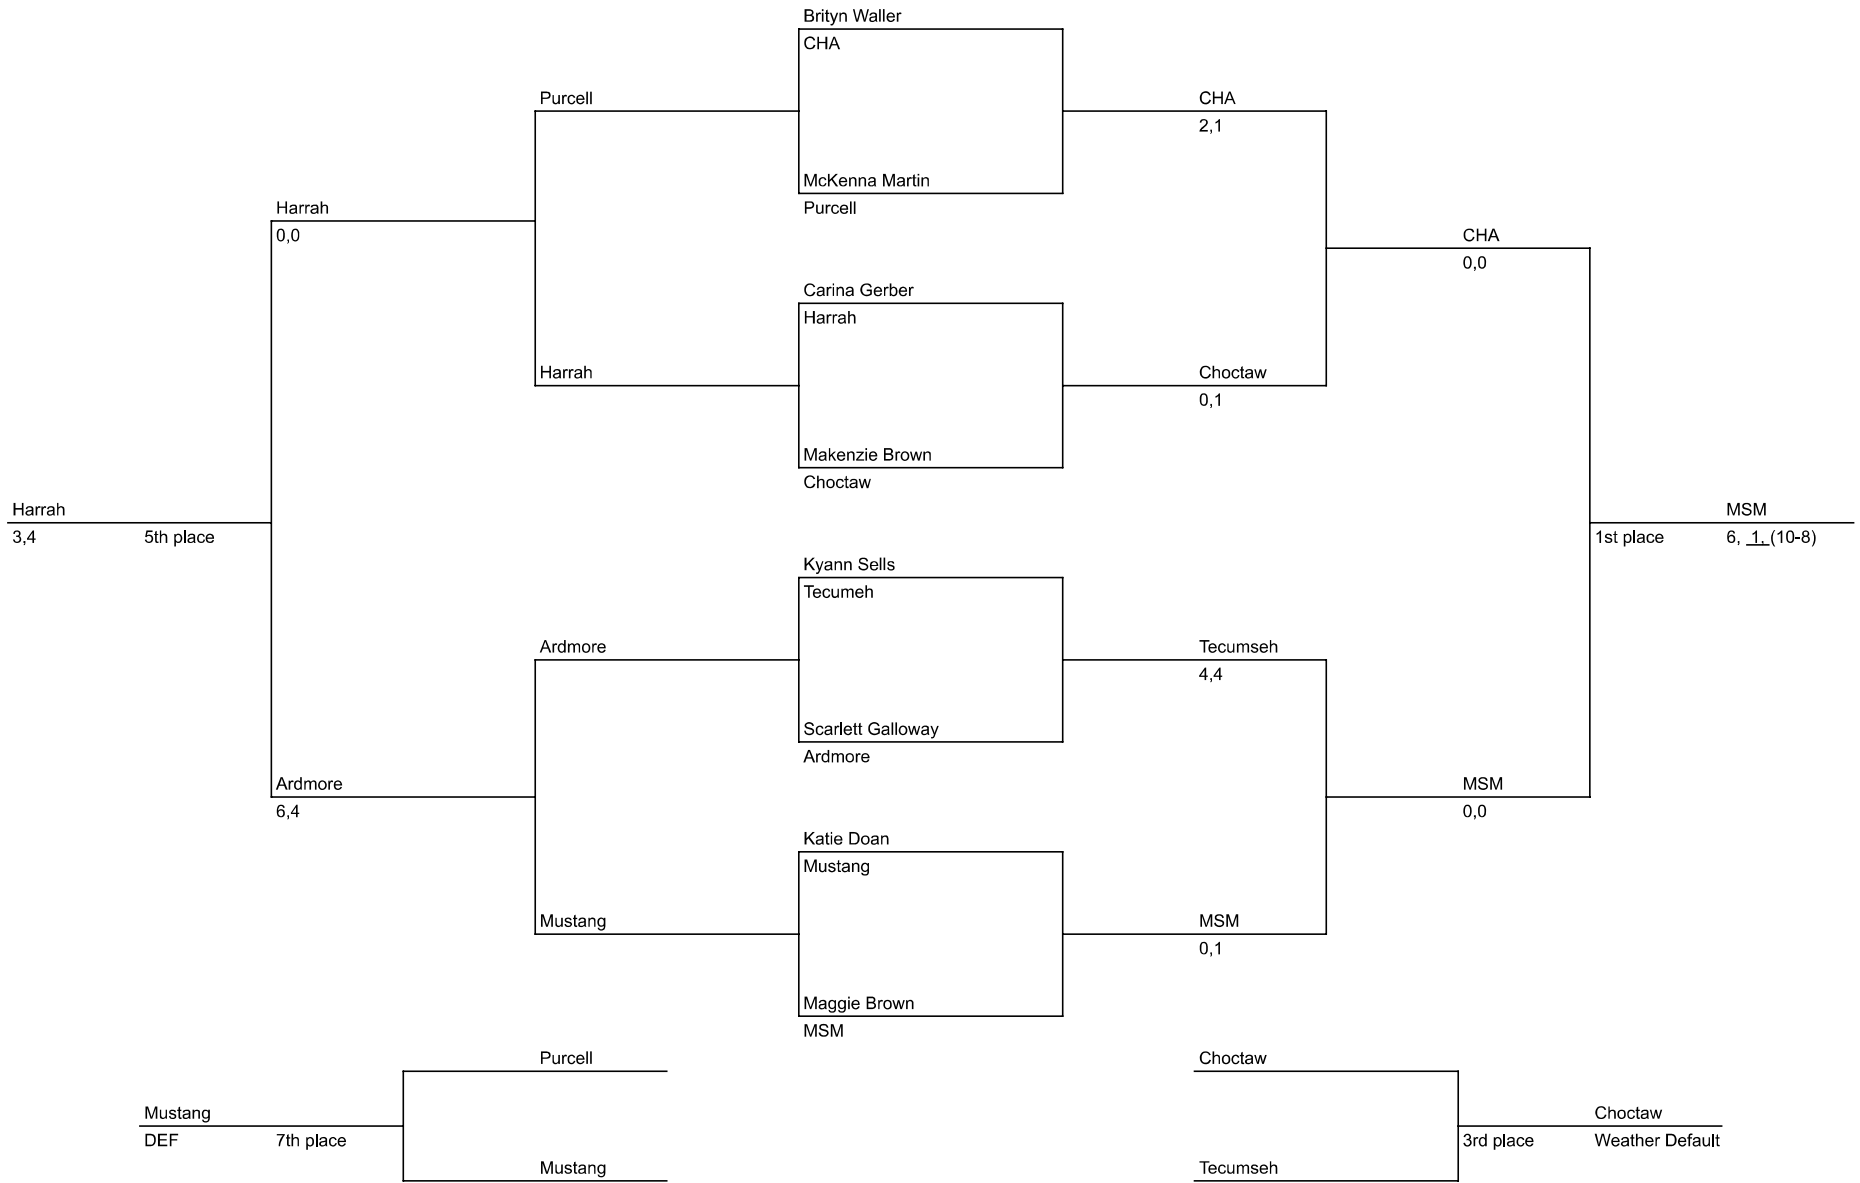 Brityn Waller
CHA
Purcell
CHA
2,1
McKenna Martin
Purcell
Harrah
0,0
CHA
0,0
Carina Gerber
Harrah
Harrah
Choctaw
0,1
Makenzie Brown
Choctaw
Harrah
3,4
5th place
MSM
1st place
6, 1, (10-8)
Kyann Sells
Tecumeh
Ardmore
Tecumseh
4,4
Scarlett Galloway
Ardmore
Ardmore
6,4
MSM
0,0
Katie Doan
Mustang
Mustang
MSM
0,1
Maggie Brown
MSM
Purcell
Choctaw
Mustang
DEF
7th place
Choctaw
3rd place
Weather Default
Mustang
Tecumseh